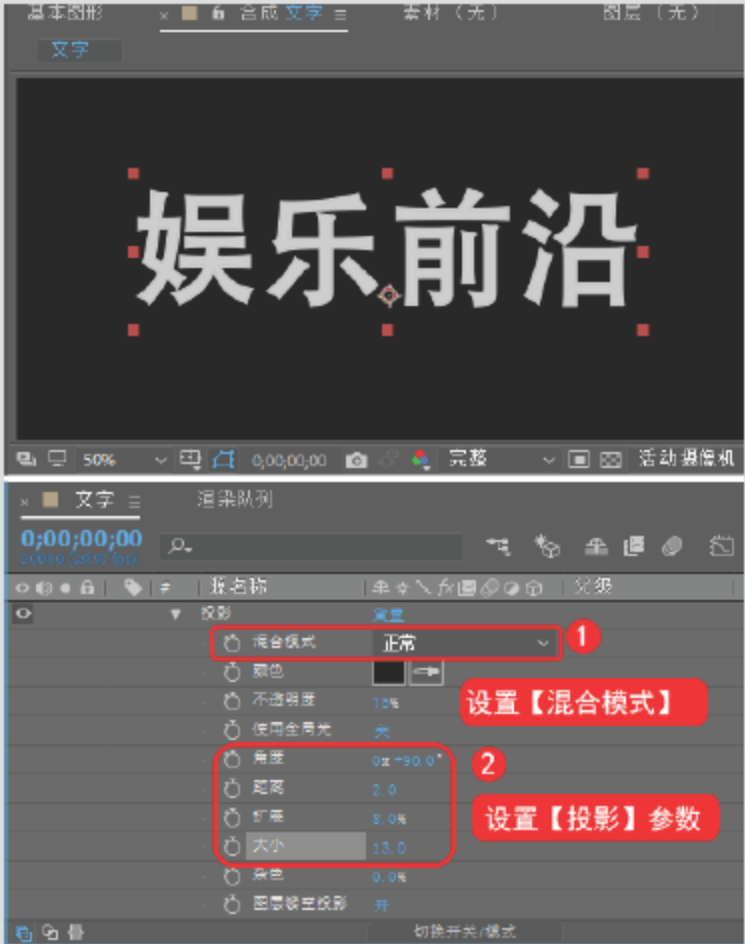 基本图形 × 合成 文字 ≡ 素材（无） 图层（无）
文字
娱乐前沿
50% 0;00;00;00 完整 活动摄像机
× 文字 ≡ 渲染队列
0;00;00;00
# 源名称 父级
投影 重置
混合模式 正常 1
颜色
不透明度
设置【混合模式】
使用全局光 关
角度 0x +90.0°
2
距离 2.0
扩展 8.0%
设置【投影】参数
大小 13.0
杂色 0.0%
图层镂空投影 开
切换开关/模式